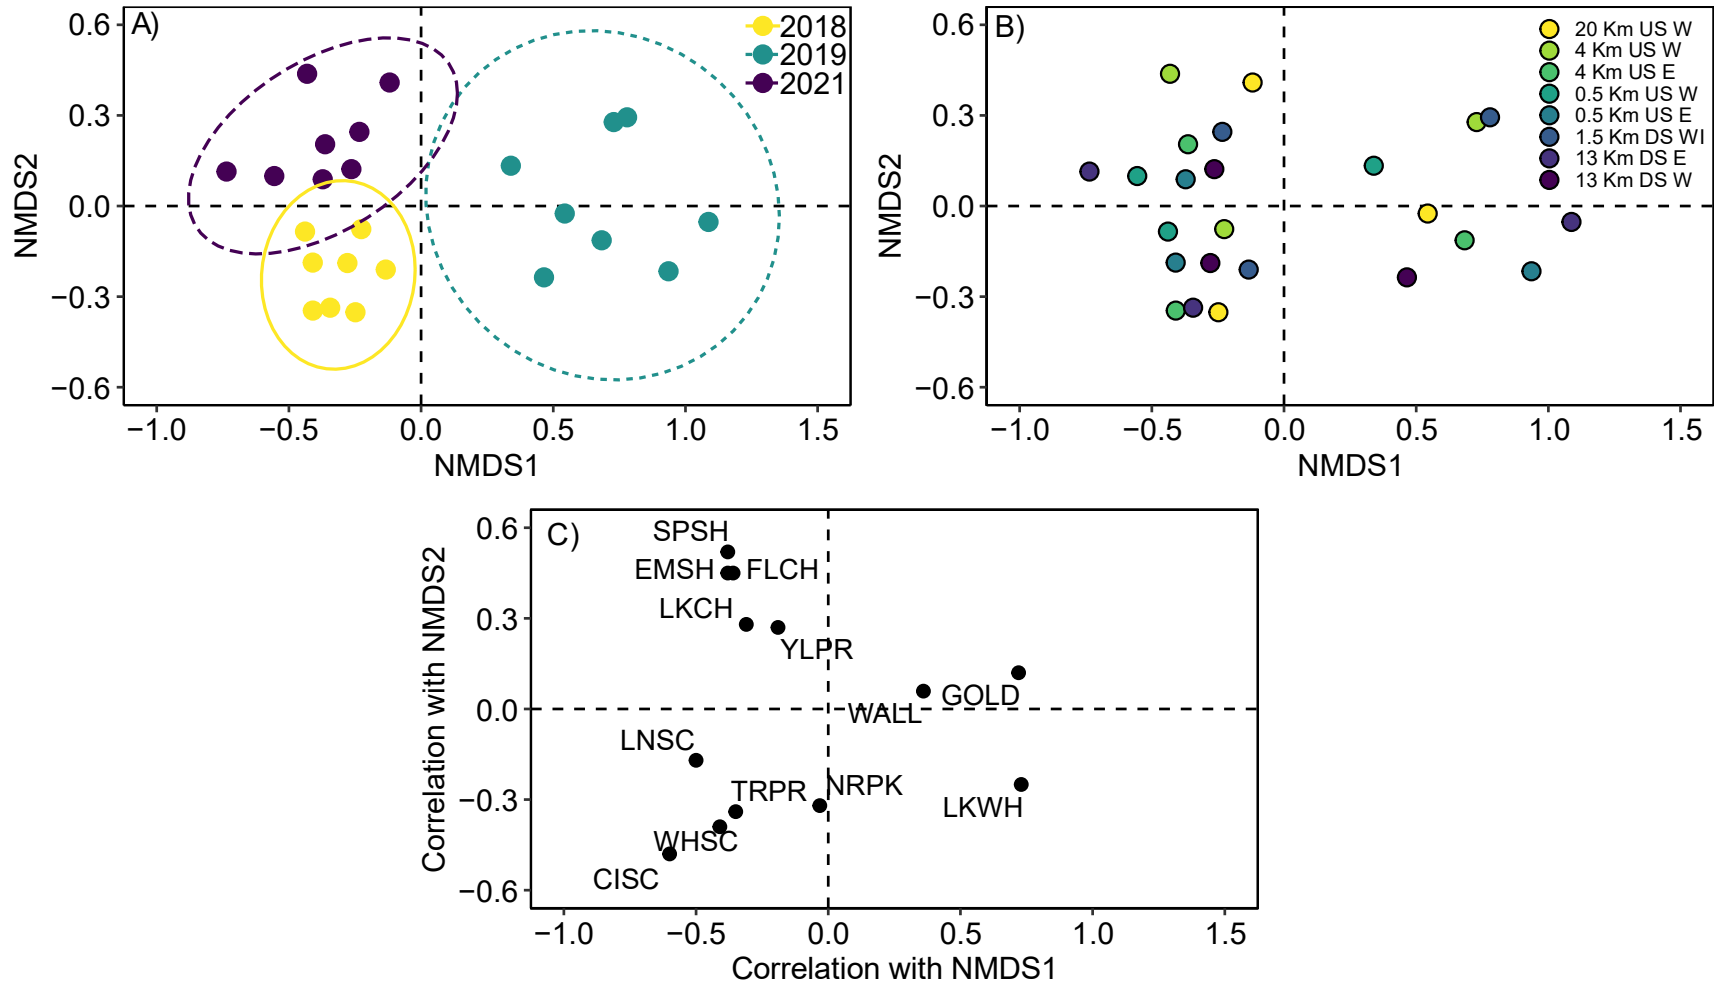 A)
2018
2019
2021
0.6
0.3
0.0
−0.3
−0.6
NMDS2
−1.0 −0.5 0.0 0.5 1.0 1.5
NMDS1
B)
20 Km US W
4 Km US W
4 Km US E
0.5 Km US W
0.5 Km US E
1.5 Km DS WI
13 Km DS E
13 Km DS W
0.6
0.3
0.0
−0.3
−0.6
NMDS2
−1.0 −0.5 0.0 0.5 1.0 1.5
NMDS1
C)
SPSH
EMSH FLCH
LKCH
YLPR
GOLD
WALL
LNSC
TRPR NRPK
LKWH
WHSC
CISC
0.6
0.3
0.0
−0.3
−0.6
Correlation with NMDS2
−1.0 −0.5 0.0 0.5 1.0 1.5
Correlation with NMDS1